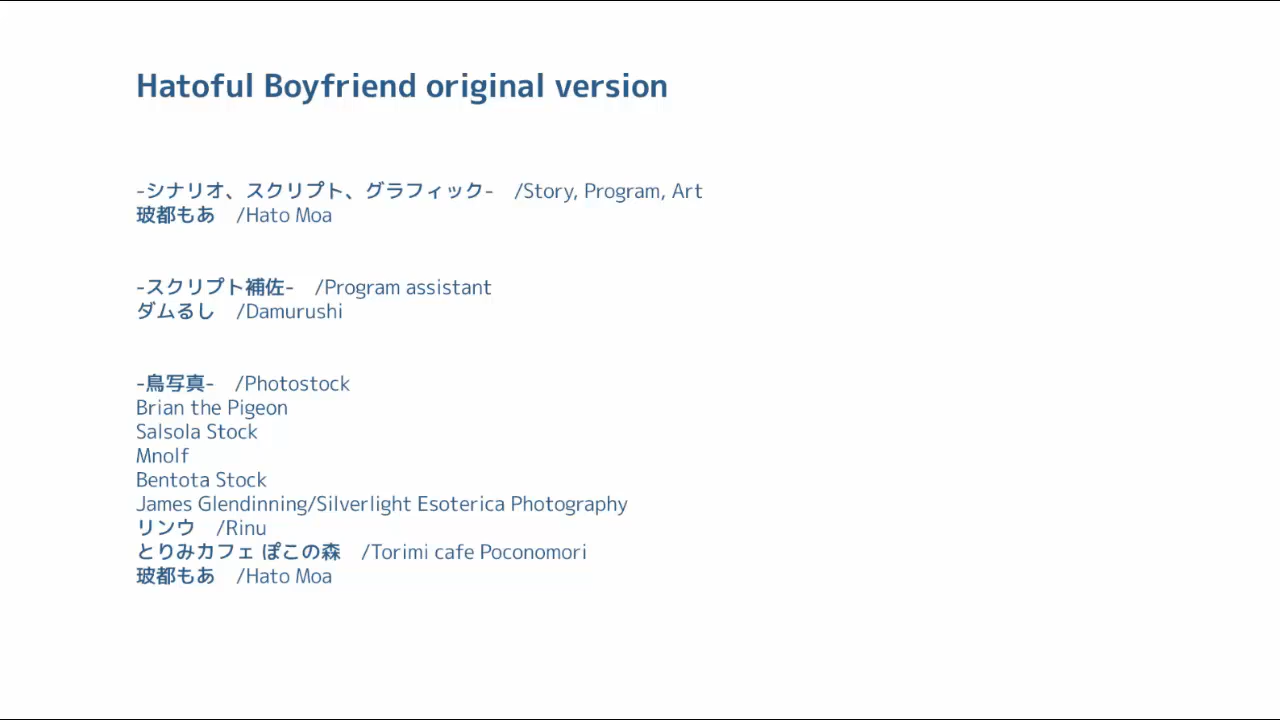 Hatoful Boyfriend original version
-シナリオ、スクリプト、グラフィック-　/Story, Program, Art
玻都もあ　/Hato Moa
-スクリプト補佐-　/Program assistant
ダムるし　/Damurushi
-鳥写真-　/Photostock
Brian the Pigeon
Salsola Stock
Mnolf
Bentota Stock
James Glendinning/Silverlight Esoterica Photography
リンウ　/Rinu
とりみカフェ ぽこの森　/Torimi cafe Poconomori
玻都もあ　/Hato Moa